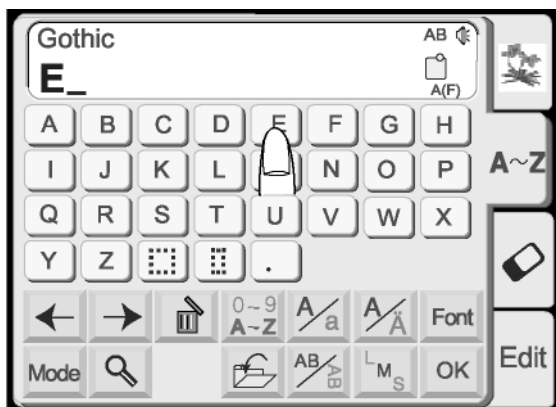 Gothic AB
E_ A(F)
A B C D E F G H
I J K L N O P A~Z
Q R S T U V W X
Y Z .
0~9 A~Z A/a A/Ä Font
Mode AB/AB L M S OK Edit